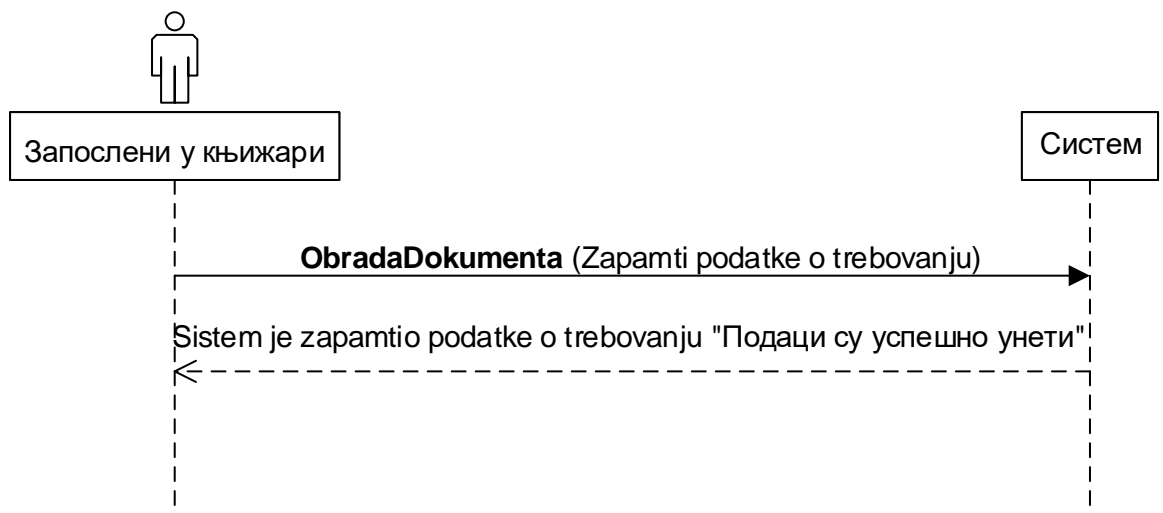 Запослени у књижари
Систем
ObradaDokumenta (Zapamti podatke o trebovanju)
Sistem je zapamtio podatke o trebovanju "Подаци су успешно унети"